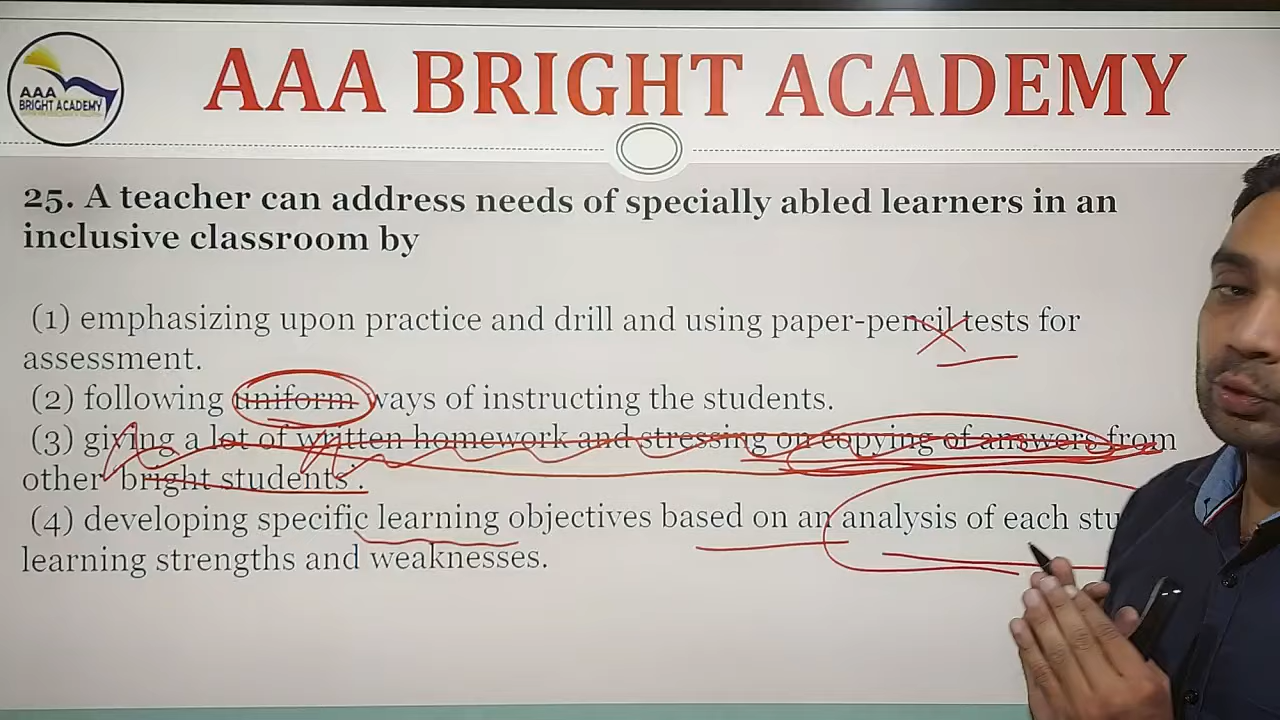 AAA BRIGHT ACADEMY
AAA
BRIGHT ACADEMY
25. A teacher can address needs of specially abled learners in an
inclusive classroom by
(1) emphasizing upon practice and drill and using paper-pencil tests for
assessment.
(2) following uniform ways of instructing the students.
(3) giving a lot of written homework and stressing on copying of answers from
other bright students .
(4) developing specific learning objectives based on an analysis of each stu
learning strengths and weaknesses.